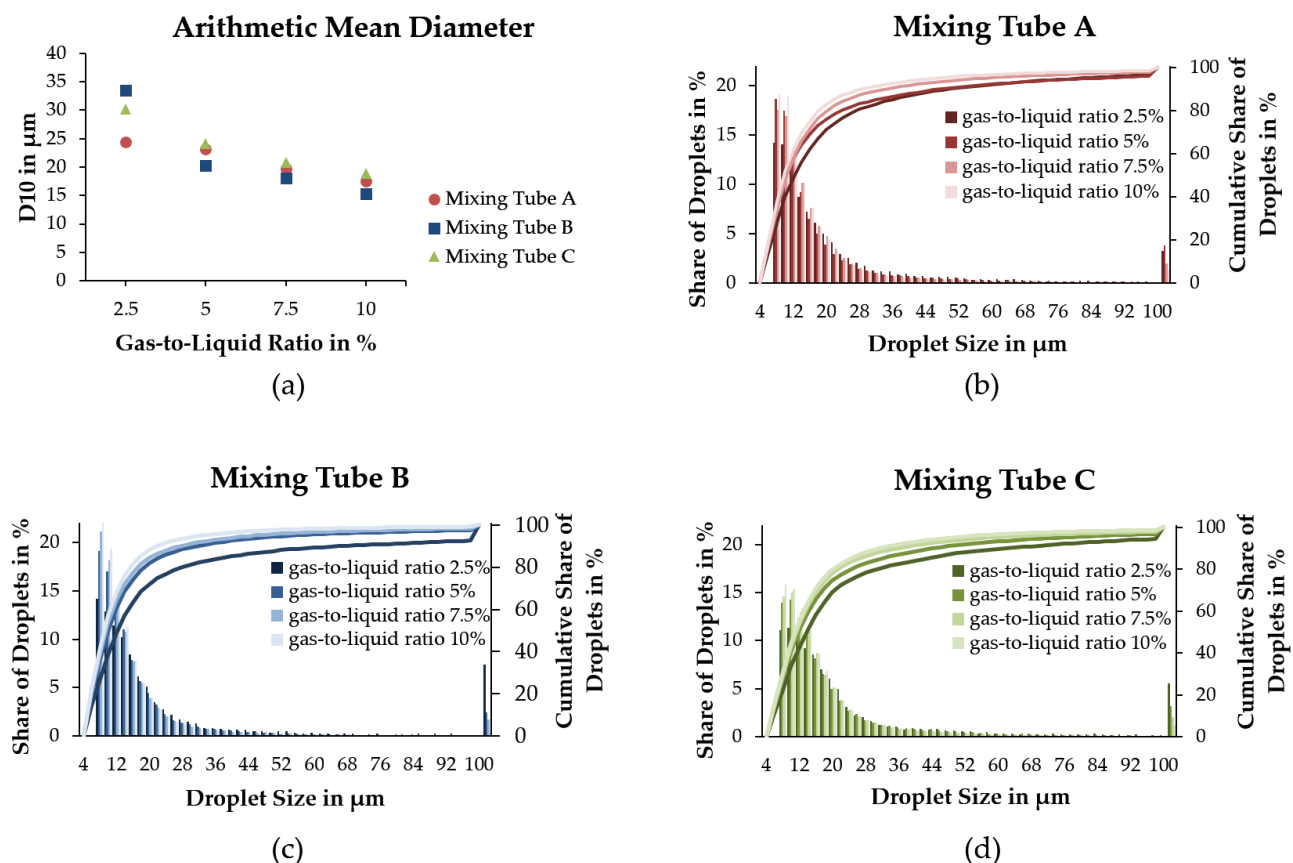 Arithmetic Mean Diameter
D10 in µm
40
35
30
25
20
15
10
5
0
2.5 5 7.5 10
Gas-to-Liquid Ratio in %
Mixing Tube A
Mixing Tube B
Mixing Tube C
(a)
Mixing Tube A
Share of Droplets in %
20
15
10
5
0
gas-to-liquid ratio 2.5%
gas-to-liquid ratio 5%
gas-to-liquid ratio 7.5%
gas-to-liquid ratio 10%
100
80
60
40
20
0
Cumulative Share of
Droplets in %
4 12 20 28 36 44 52 60 68 76 84 92 100
Droplet Size in µm
(b)
Mixing Tube B
Share of Droplets in %
20
15
10
5
0
gas-to-liquid ratio 2.5%
gas-to-liquid ratio 5%
gas-to-liquid ratio 7.5%
gas-to-liquid ratio 10%
100
80
60
40
20
0
Cumulative Share of
Droplets in %
4 12 20 28 36 44 52 60 68 76 84 92 100
Droplet Size in µm
(c)
Mixing Tube C
Share of Droplets in %
20
15
10
5
0
gas-to-liquid ratio 2.5%
gas-to-liquid ratio 5%
gas-to-liquid ratio 7.5%
gas-to-liquid ratio 10%
100
80
60
40
20
0
Cumulative Share of
Droplets in %
4 12 20 28 36 44 52 60 68 76 84 92 100
Droplet Size in µm
(d)